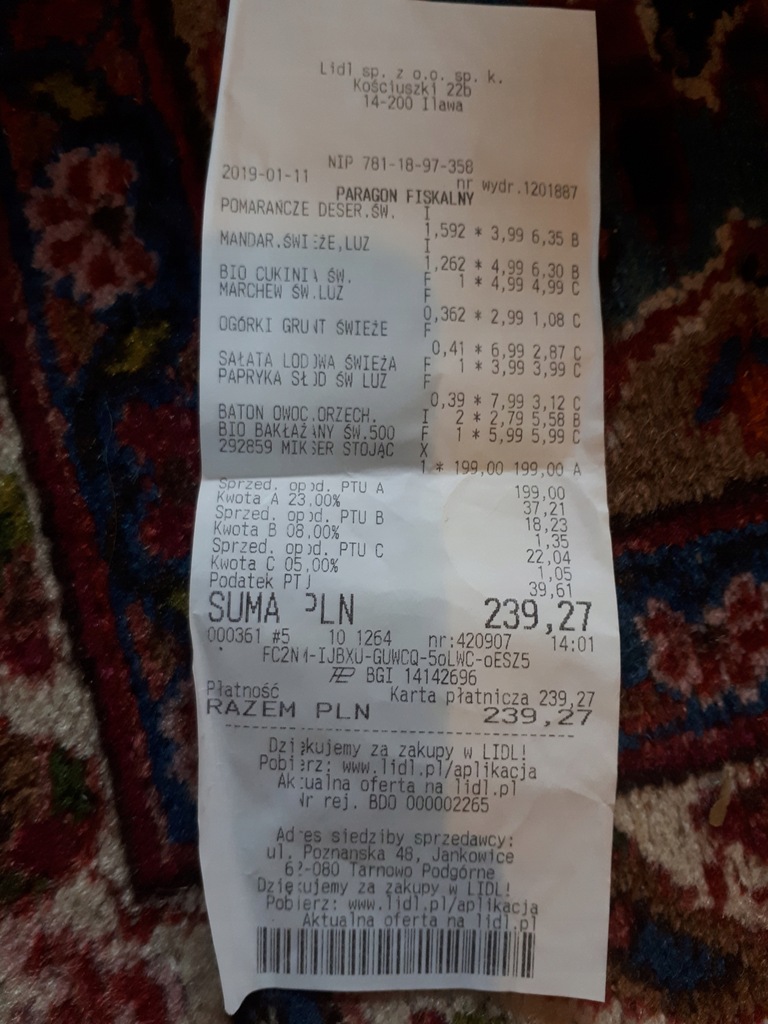 Lidl sp. z o.o. sp. k.
Kościuszki 22b
14-200 Iława
NIP 781-18-97-358
2019-01-11 nr wydr.1201887
PARAGON FISKALNY
POMARAŃCZE DESER.ŚW. I
1,592 * 3,99 6,35 B
MANDAR.ŚWIEŻE,LUZ I
1,262 * 4,99 6,30 B
BIO CUKINIA ŚW. F 1 * 4,99 4,99 C
MARCHEW ŚW.LUZ F
0,362 * 2,99 1,08 C
OGÓRKI GRUNT ŚWIEŻE F
0,41 * 6,99 2,87 C
SAŁATA LODOWA ŚWIEŻA F 1 * 3,99 3,99 C
PAPRYKA SŁOD ŚW LUZ F
0,39 * 7,99 3,12 C
BATON OWOC.ORZECH. I 2 * 2,79 5,58 B
BIO BAKŁAŻANY ŚW.500 F 1 * 5,99 5,99 C
292859 MIKSER STOJĄC X
1 * 199,00 199,00 A
Sprzed. opod. PTU A 199,00
Kwota A 23,00% 37,21
Sprzed. opod. PTU B 18,23
Kwota B 08,00% 1,35
Sprzed. opod. PTU C 22,04
Kwota C 05,00% 1,05
Podatek PTU 39,61
SUMA PLN 239,27
000361 #5 10 1264 nr:420907 14:01
BGI 14142696
Płatność Karta płatnicza 239,27
RAZEM PLN 239,27
Dziękujemy za zakupy w LIDL!
Pobierz: www.lidl.pl/aplikacja
Aktualna oferta na lidl.pl
Nr rej. BDO 000002265
Adres siedziby sprzedawcy:
ul. Poznańska 48, Jankowice
62-080 Tarnowo Podgórne
Dziękujemy za zakupy w LIDL!
Pobierz: www.lidl.pl/aplikacja
Aktualna oferta na lidl.pl